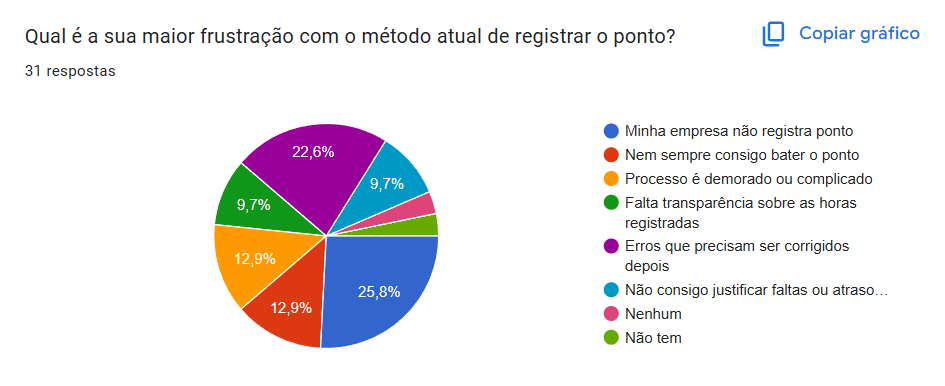 Qual é a sua maior frustração com o método atual de registrar o ponto?
Copiar gráfico
31 respostas
22,6%
9,7%
9,7%
12,9%
12,9%
25,8%
Minha empresa não registra ponto
Nem sempre consigo bater o ponto
Processo é demorado ou complicado
Falta transparência sobre as horas
registradas
Erros que precisam ser corrigidos
depois
Não consigo justificar faltas ou atraso…
Nenhum
Não tem